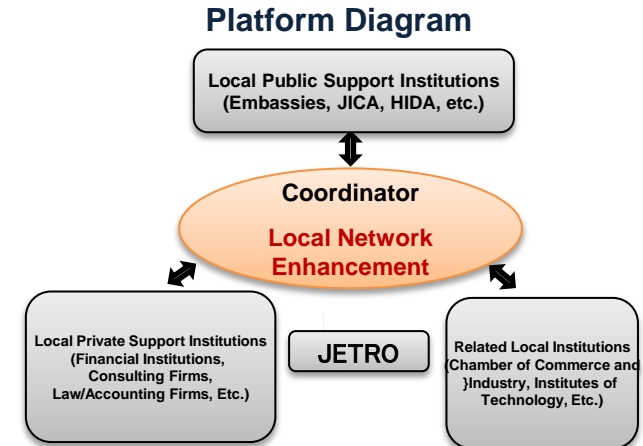 Platform Diagram
Local Public Support Institutions
(Embassies, JICA, HIDA, etc.)
Coordinator
Local Network
Enhancement
Local Private Support Institutions
(Financial Institutions,
Consulting Firms,
Law/Accounting Firms, Etc.)
JETRO
Related Local Institutions
(Chamber of Commerce and
}Industry, Institutes of
Technology, Etc.)